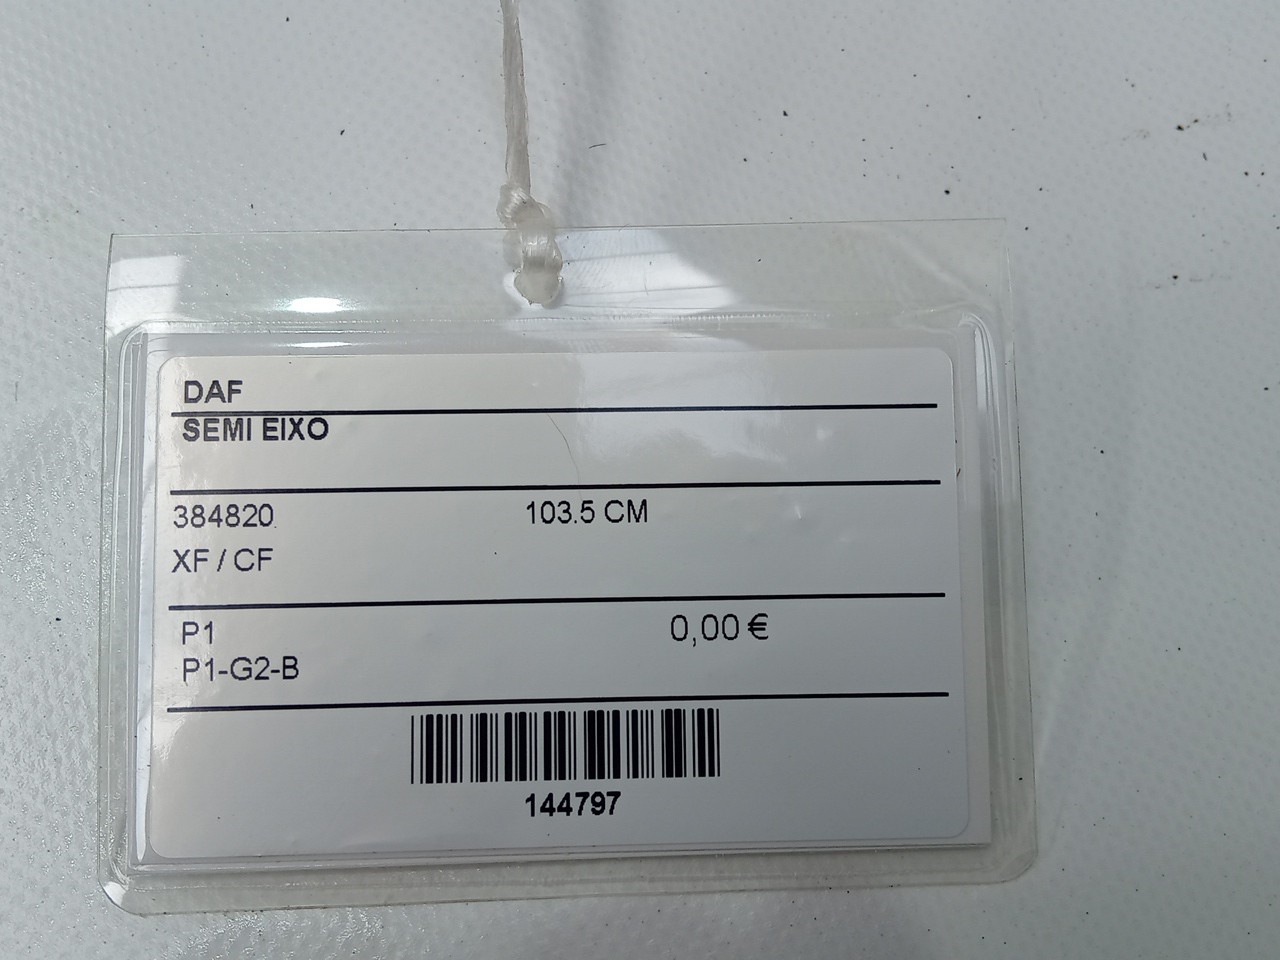 DAF
SEMI EIXO
384820 103.5 CM
XF / CF
P1 0,00 €
P1-G2-B
144797